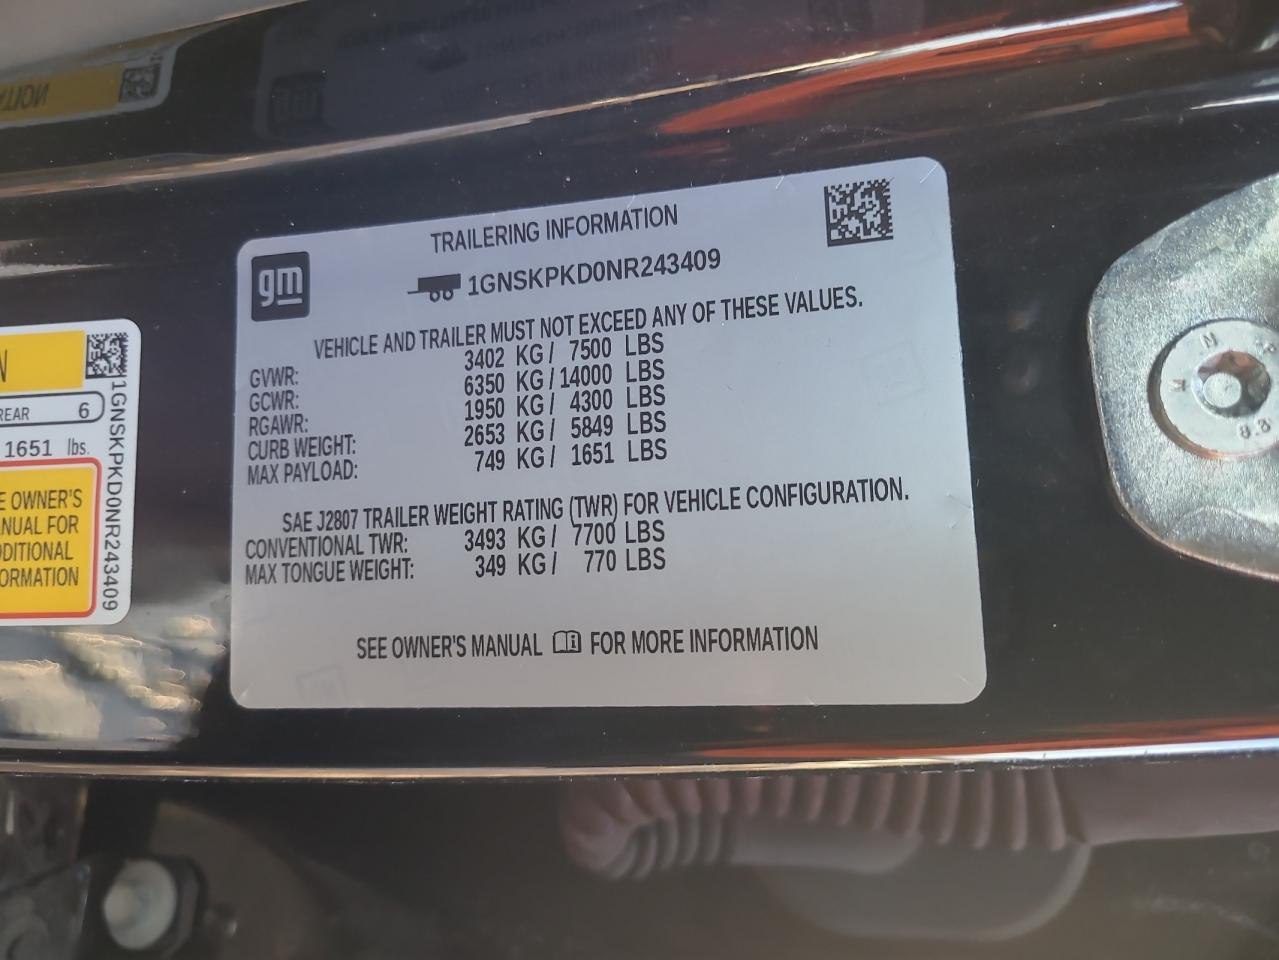 gm
TRAILERING INFORMATION
1GNSKPKD0NR243409
VEHICLE AND TRAILER MUST NOT EXCEED ANY OF THESE VALUES.
GVWR: 3402 KG/ 7500 LBS
GCWR: 6350 KG/14000 LBS
RGAWR: 1950 KG/ 4300 LBS
CURB WEIGHT: 2653 KG/ 5849 LBS
MAX PAYLOAD: 749 KG/ 1651 LBS
SAE J2807 TRAILER WEIGHT RATING (TWR) FOR VEHICLE CONFIGURATION.
CONVENTIONAL TWR: 3493 KG/ 7700 LBS
MAX TONGUE WEIGHT: 349 KG/ 770 LBS
SEE OWNER'S MANUAL FOR MORE INFORMATION
N
REAR 6
1651 lbs.
E OWNER'S
NUAL FOR
DDITIONAL
ORMATION
1GNSKPKD0NR243409